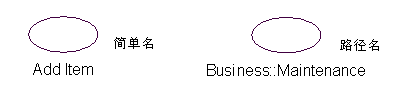 简单名
Add Item
路径名
Business::Maintenance